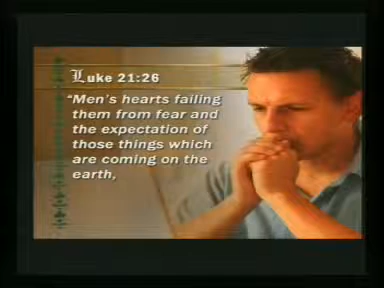 Luke 21:26
"Men's hearts failing
them from fear and
the expectation of
those things which
are coming on the
earth,